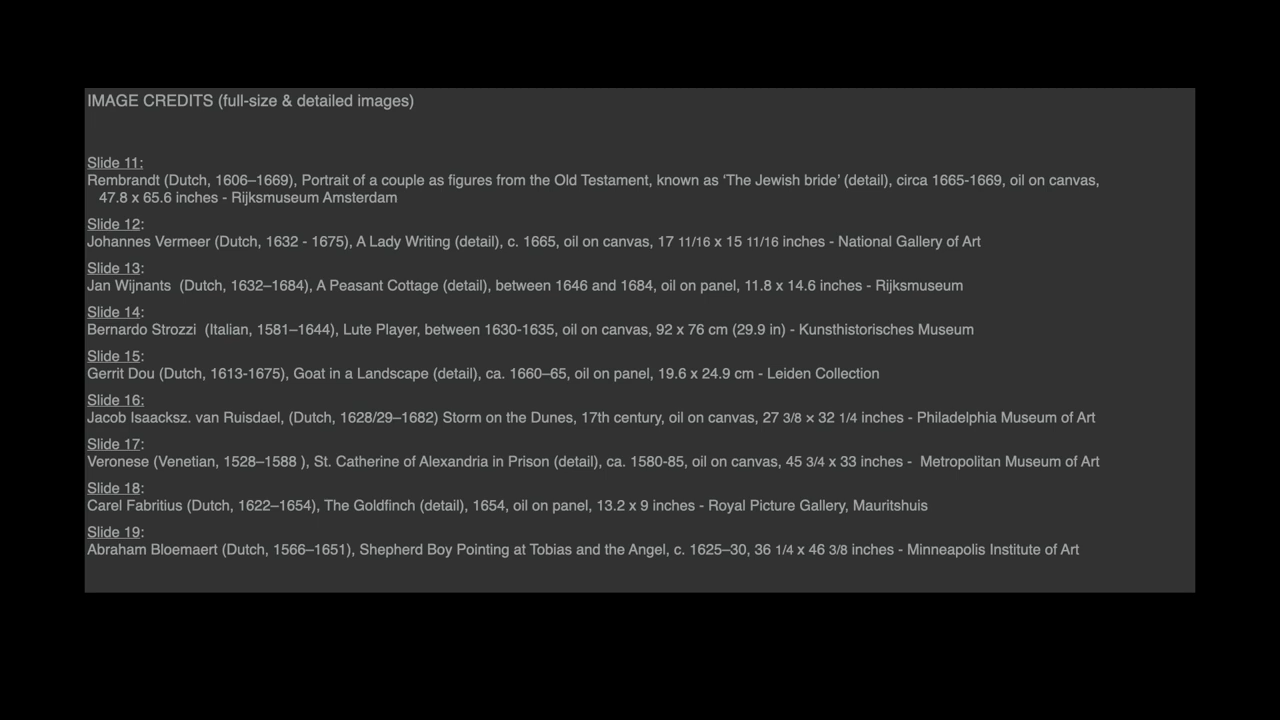 IMAGE CREDITS (full-size & detailed images)
Slide 11:
Rembrandt (Dutch, 1606–1669), Portrait of a couple as figures from the Old Testament, known as ‘The Jewish bride’ (detail), circa 1665-1669, oil on canvas,
47.8 x 65.6 inches - Rijksmuseum Amsterdam
Slide 12:
Johannes Vermeer (Dutch, 1632 - 1675), A Lady Writing (detail), c. 1665, oil on canvas, 17 11/16 x 15 11/16 inches - National Gallery of Art
Slide 13:
Jan Wijnants  (Dutch, 1632–1684), A Peasant Cottage (detail), between 1646 and 1684, oil on panel, 11.8 x 14.6 inches - Rijksmuseum
Slide 14:
Bernardo Strozzi  (Italian, 1581–1644), Lute Player, between 1630-1635, oil on canvas, 92 x 76 cm (29.9 in) - Kunsthistorisches Museum
Slide 15:
Gerrit Dou (Dutch, 1613-1675), Goat in a Landscape (detail), ca. 1660–65, oil on panel, 19.6 x 24.9 cm - Leiden Collection
Slide 16:
Jacob Isaacksz. van Ruisdael, (Dutch, 1628/29–1682) Storm on the Dunes, 17th century, oil on canvas, 27 3/8 × 32 1/4 inches - Philadelphia Museum of Art
Slide 17:
Veronese (Venetian, 1528–1588 ), St. Catherine of Alexandria in Prison (detail), ca. 1580-85, oil on canvas, 45 3/4 x 33 inches -  Metropolitan Museum of Art
Slide 18:
Carel Fabritius (Dutch, 1622–1654), The Goldfinch (detail), 1654, oil on panel, 13.2 x 9 inches - Royal Picture Gallery, Mauritshuis
Slide 19:
Abraham Bloemaert (Dutch, 1566–1651), Shepherd Boy Pointing at Tobias and the Angel, c. 1625–30, 36 1/4 x 46 3/8 inches - Minneapolis Institute of Art